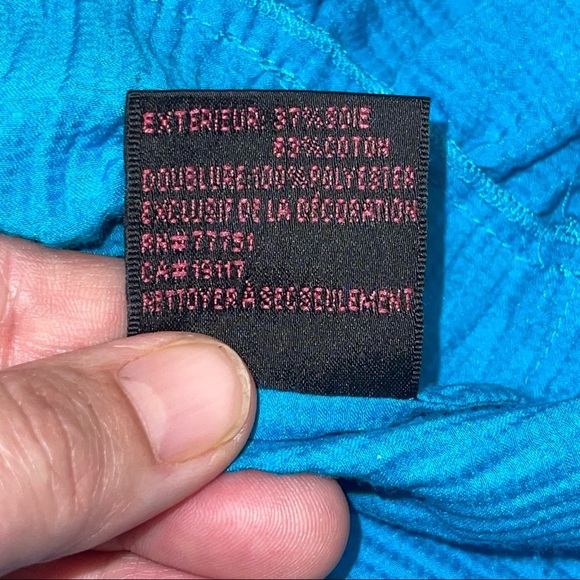 EXTERIEUR: 37% SOIE
63% COTON
DOUBLURE:100% POLYESTER
EXCLUSIF DE LA DÉCORATION
RN# 77751
CA# 19117
NETTOYER À SEC SEULEMENT